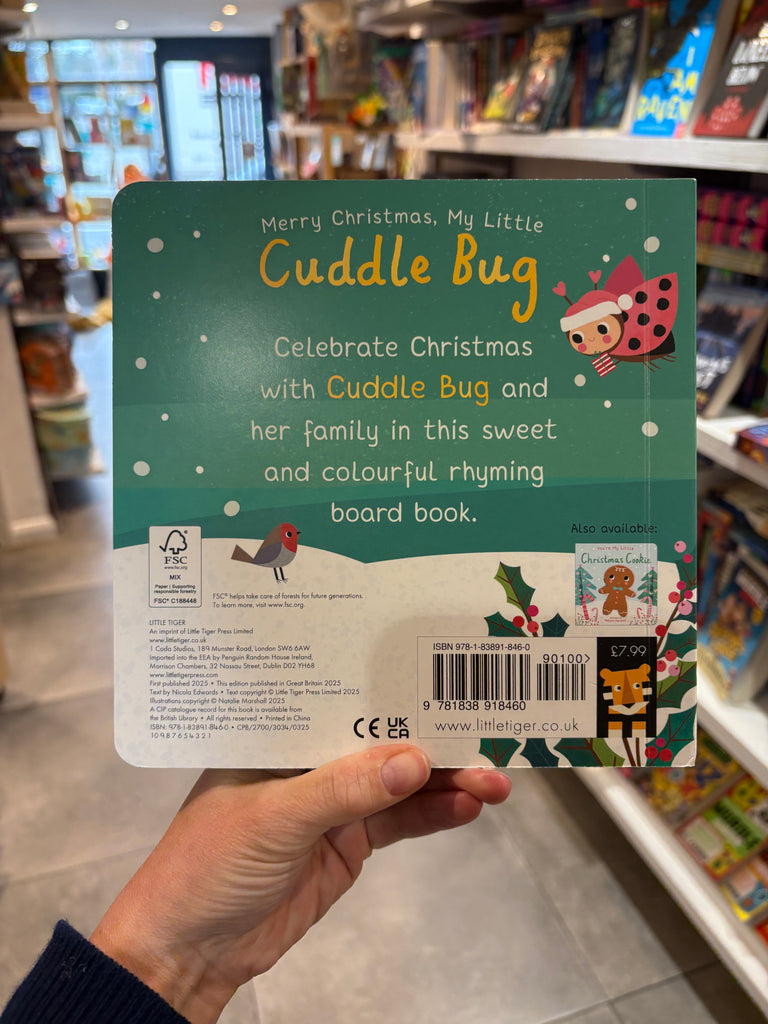 Merry Christmas, My Little
Cuddle Bug
Celebrate Christmas
with Cuddle Bug and
her family in this sweet
and colourful rhyming
board book.
Also available:
You're My Little
Christmas Cookie
FSC
www.fsc.org
MIX
Paper | Supporting
responsible forestry
FSC® C188448
FSC® helps take care of forests for future generations.
To learn more, visit www.fsc.org.
LITTLE TIGER
An imprint of Little Tiger Press Limited
www.littletiger.co.uk
1 Coda Studios, 189 Munster Road, London SW6 6AW
Imported into the EEA by Penguin Random House Ireland,
Morrison Chambers, 32 Nassau Street, Dublin D02 YH68
www.littletigerpress.com
First published 2025 • This edition published in Great Britain 2025
Text by Nicola Edwards • Text copyright © Little Tiger Press Limited 2025
Illustrations copyright © Natalie Marshall 2025
A CIP catalogue record for this book is available from
the British Library • All rights reserved • Printed in China
ISBN: 978-1-83891-846-0 • CPB/2700/3034/0325
10 9 8 7 6 5 4 3 2 1
CE UK
CA
ISBN 978-1-83891-846-0
90100>
9 781838 918460
www.littletiger.co.uk
£7.99
I
AM
RAVEN